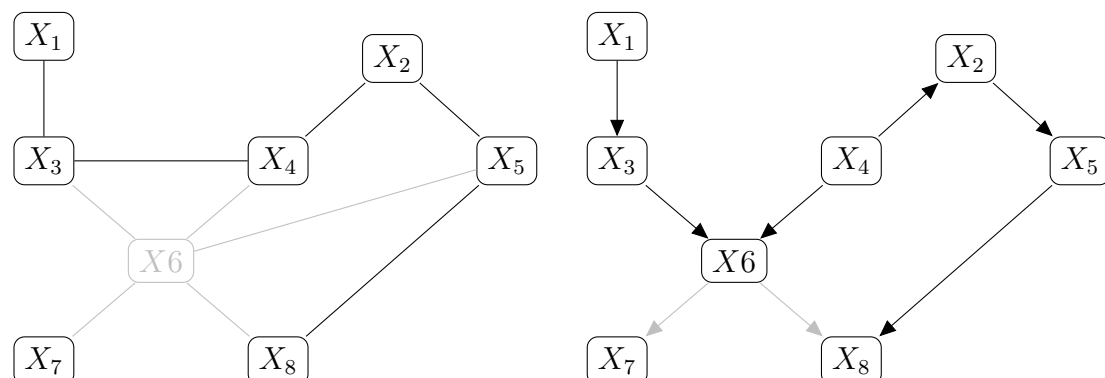 X₁ X₁
X₂ X₂
X₃ X₄ X₅ X₃ X₄ X₅
X6 X6
X₇ X₈ X₇ X₈